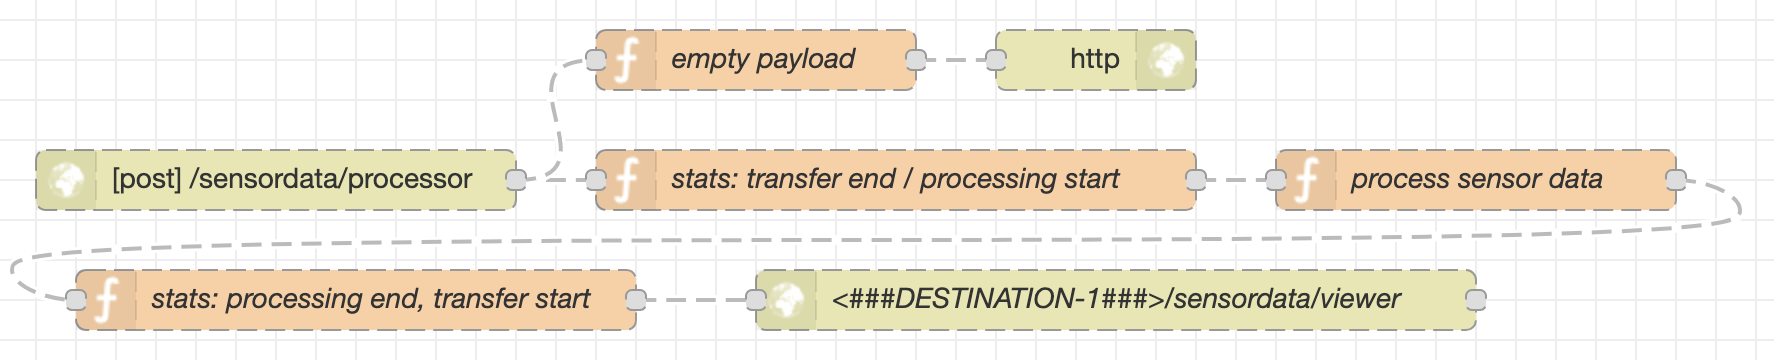 empty payload
http
[post] /sensordata/processor
stats: transfer end / processing start
process sensor data
stats: processing end, transfer start
<###DESTINATION-1###>/sensordata/viewer